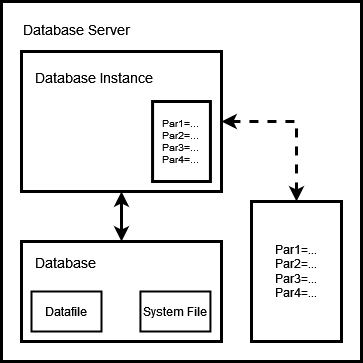 Database Server
Database Instance
Par1=...
Par2=...
Par3=...
Par4=...
Database
Datafile
System File
Par1=...
Par2=...
Par3=...
Par4=...